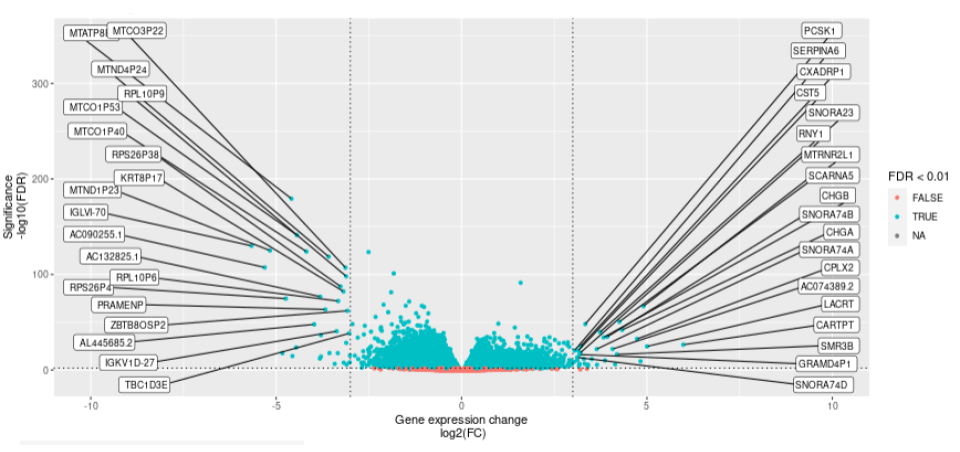 MTATP8
MTCO3P22
MTND4P24
RPL10P9
MTCO1P53
MTCO1P40
RPS26P38
KRT8P17
MTND1P23
IGLVI-70
AC090255.1
AC132825.1
RPL10P6
RPS26P4
PRAMENP
ZBTB8OSP2
AL445685.2
IGKV1D-27
TBC1D3E
PCSK1
SERPINA6
CXADRP1
CST5
SNORA23
RNY1
MTRNR2L1
SCARNA5
CHGB
SNORA74B
CHGA
SNORA74A
CPLX2
AC074389.2
LACRT
CARTPT
SMR3B
GRAMD4P1
SNORA74D
Significance
-log10(FDR)
300
200
100
0
-10 -5 0 5 10
Gene expression change
log2(FC)
FDR < 0.01
FALSE
TRUE
NA